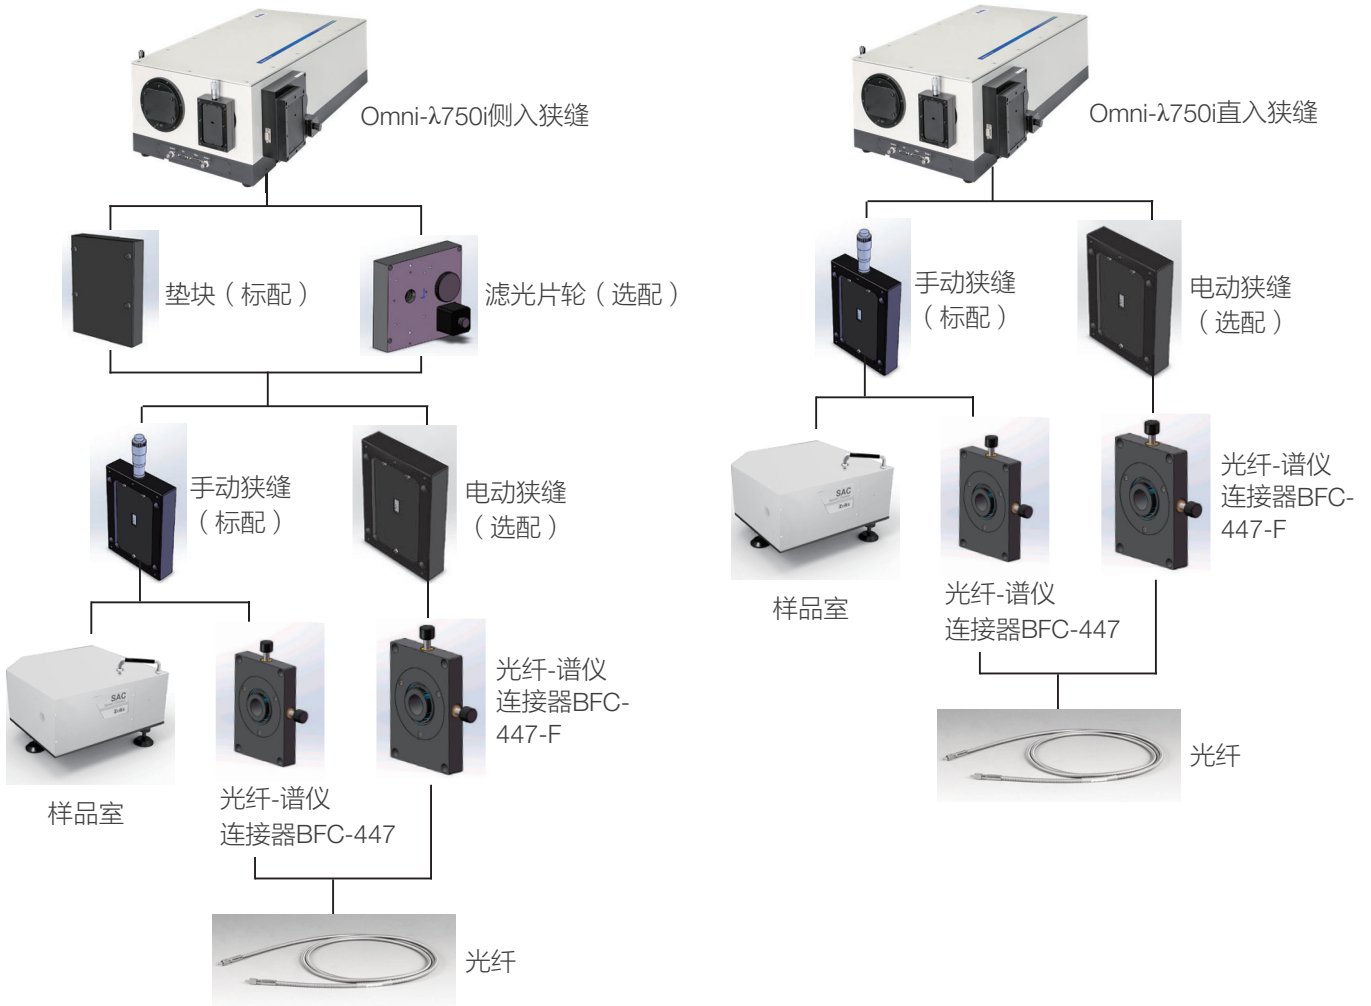 Omni-λ750i侧入狭缝
垫块（标配）
滤光片轮（选配）
手动狭缝
（标配）
电动狭缝
（选配）
SAC
样品室
光纤-谱仪
连接器BFC-447
光纤-谱仪
连接器BFC-
447-F
光纤
Omni-λ750i直入狭缝
手动狭缝
（标配）
电动狭缝
（选配）
SAC
样品室
光纤-谱仪
连接器BFC-447
光纤-谱仪
连接器BFC-
447-F
光纤